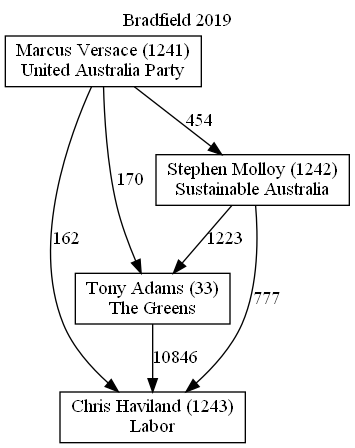 Bradfield 2019
Marcus Versace (1241)
United Australia Party
454
Stephen Molloy (1242)
Sustainable Australia
170
162
1223
777
Tony Adams (33)
The Greens
10846
Chris Haviland (1243)
Labor